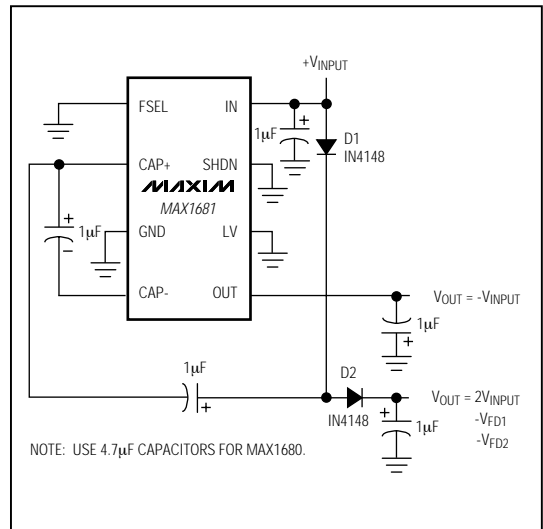 +VINPUT
FSEL
IN
1µF
+
D1
IN4148
CAP+
SHDN
MAXIM
MAX1681
+
1µF
−
GND
LV
CAP-
OUT
VOUT = -VINPUT
1µF
+
1µF
+
D2
IN4148
+
1µF
VOUT = 2VINPUT
-VFD1
-VFD2
NOTE: USE 4.7µF CAPACITORS FOR MAX1680.